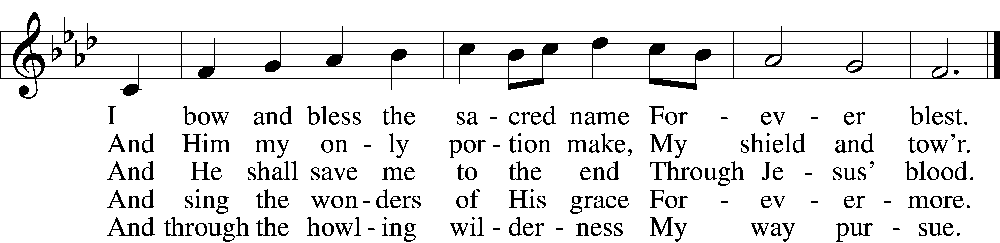 I bow and bless the sa - cred name For - ev - er blest.
And Him my on - ly por - tion make, My shield and tow’r.
And He shall save me to the end Through Je - sus’ blood.
And sing the won - ders of His grace For - ev - er - more.
And through the howl - ing wil - der - ness My way pur - sue.